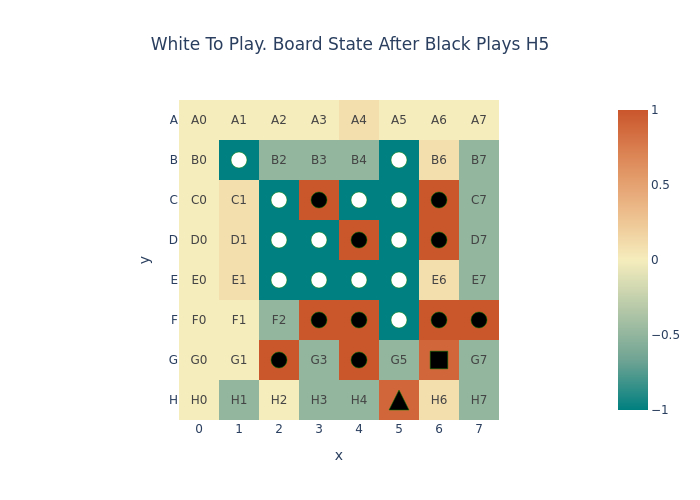 White To Play. Board State After Black Plays H5
A A0 A1 A2 A3 A4 A5 A6 A7
B B0 B2 B3 B4 B6 B7
C C0 C1 C7
D D0 D1 D7
E E0 E1 E6 E7
F F0 F1 F2
G G0 G1 G3 G5 G7
H H0 H1 H2 H3 H4 H6 H7
0 1 2 3 4 5 6 7
x
y
1
0.5
0
−0.5
−1